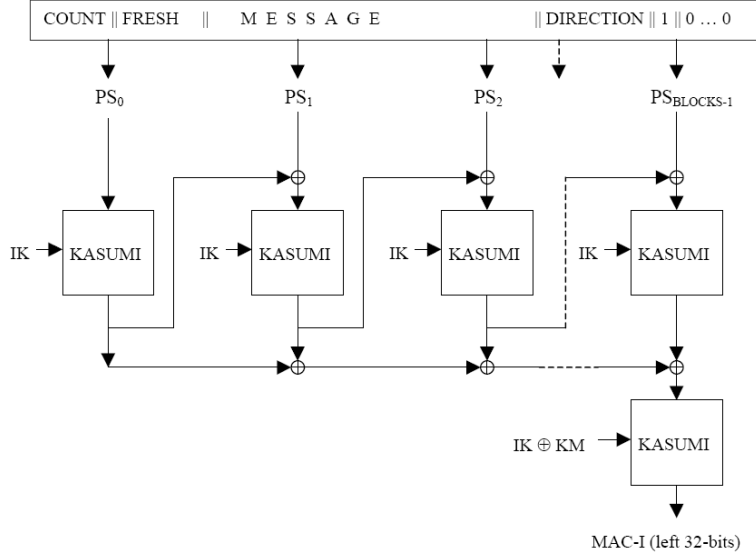 COUNT || FRESH || M E S S A G E || DIRECTION || 1 || 0 … 0
PS0 PS1 PS2 PSBLOCKS-1
IK KASUMI IK KASUMI IK KASUMI IK KASUMI
IK ⊕ KM KASUMI
MAC-I (left 32-bits)